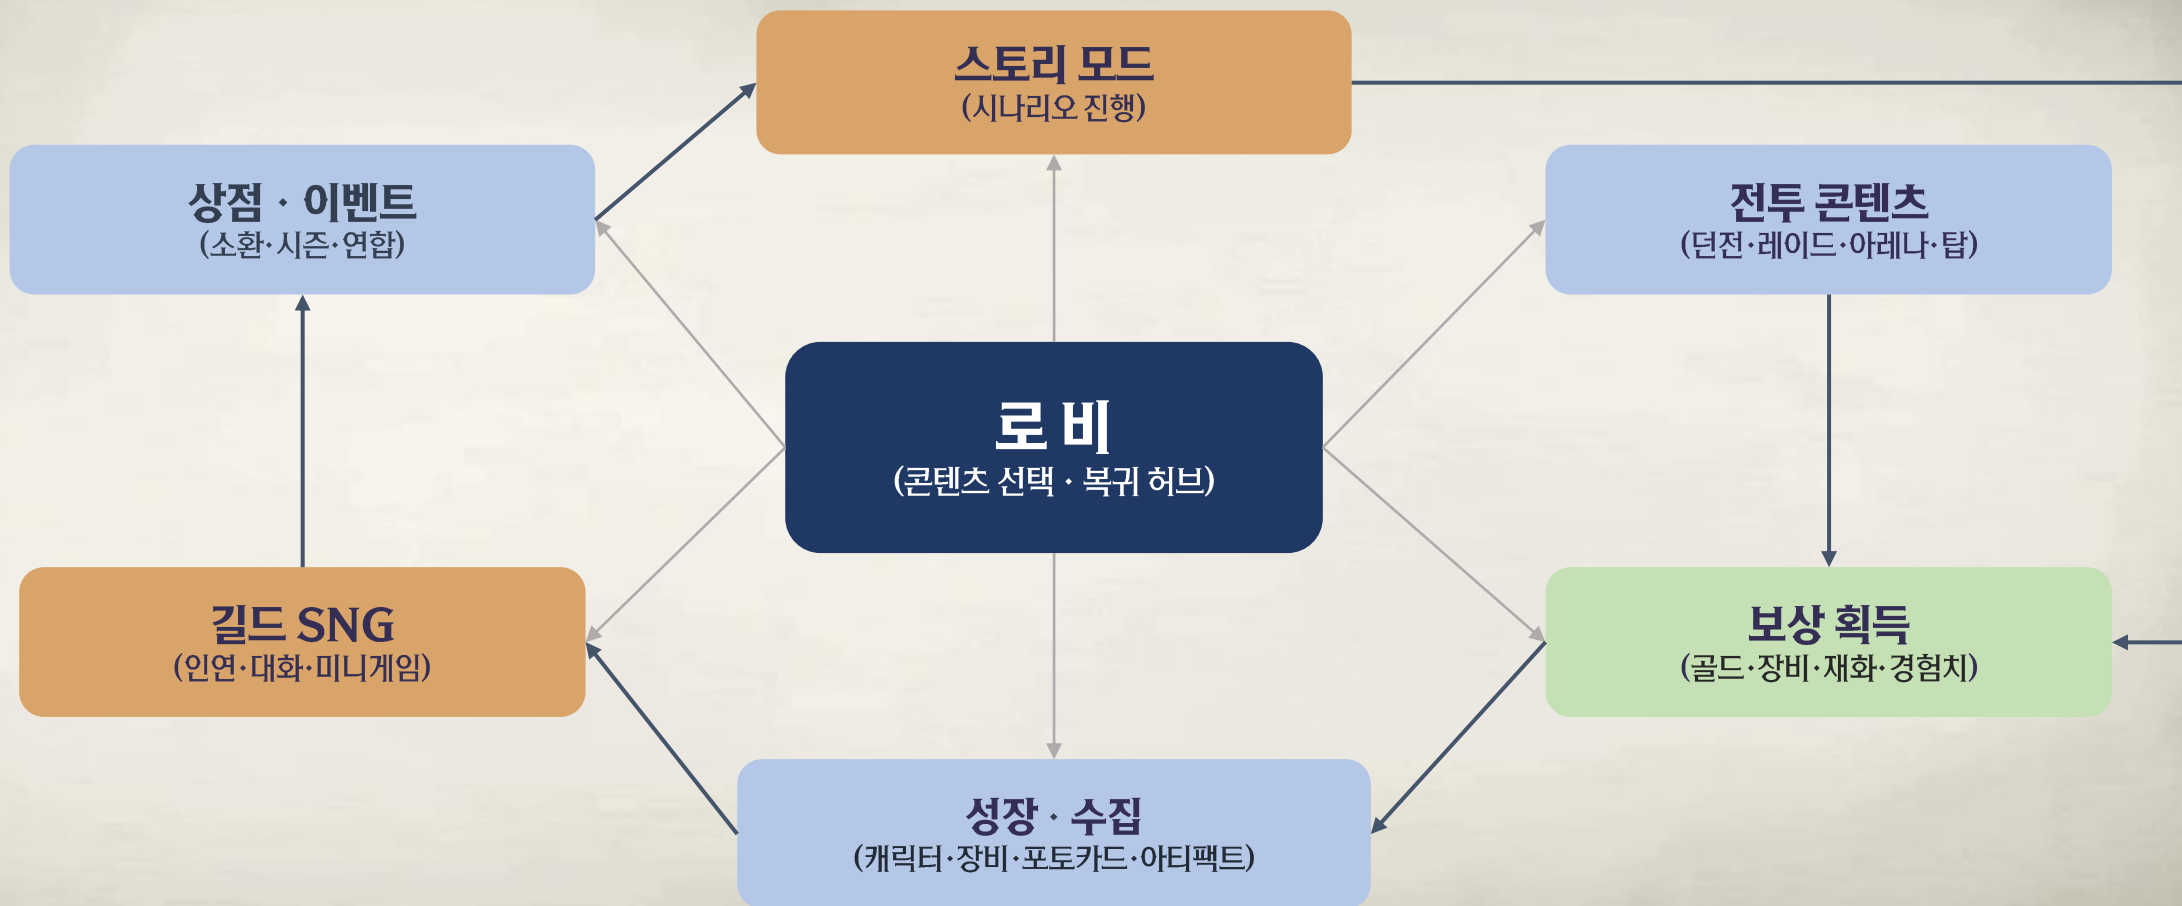 스토리 모드
(시나리오 진행)
상점 · 이벤트
(소환·시즌·연합)
전투 콘텐츠
(던전·레이드·아레나·탑)
로 비
(콘텐츠 선택 · 복귀 허브)
길드 SNG
(인연·대화·미니게임)
보상 획득
(골드·장비·재화·경험치)
성장 · 수집
(캐릭터·장비·포토카드·아티팩트)